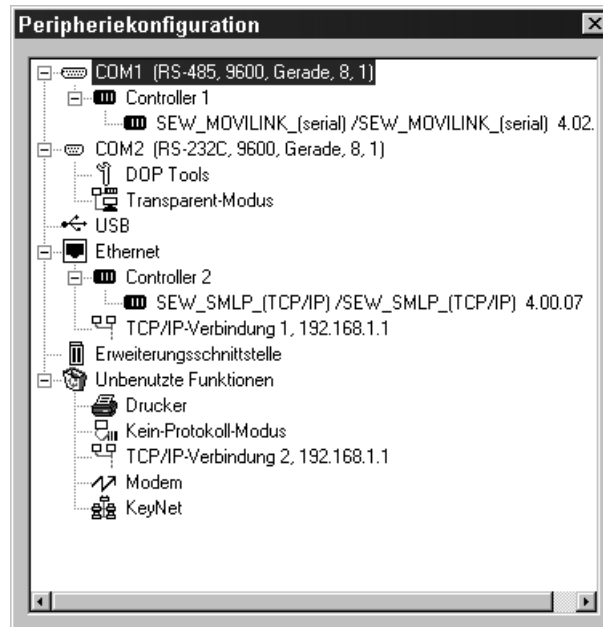 Peripheriekonfiguration
COM1 (RS-485, 9600, Gerade, 8, 1)
Controller 1
SEW_MOVILINK_(serial) /SEW_MOVILINK_(serial) 4.02.
COM2 (RS-232C, 9600, Gerade, 8, 1)
DOP Tools
Transparent-Modus
USB
Ethernet
Controller 2
SEW_SMLP_(TCP/IP) /SEW_SMLP_(TCP/IP) 4.00.07
TCP/IP-Verbindung 1, 192.168.1.1
Erweiterungsschnittstelle
Unbenutzte Funktionen
Drucker
Kein-Protokoll-Modus
TCP/IP-Verbindung 2, 192.168.1.1
Modem
KeyNet